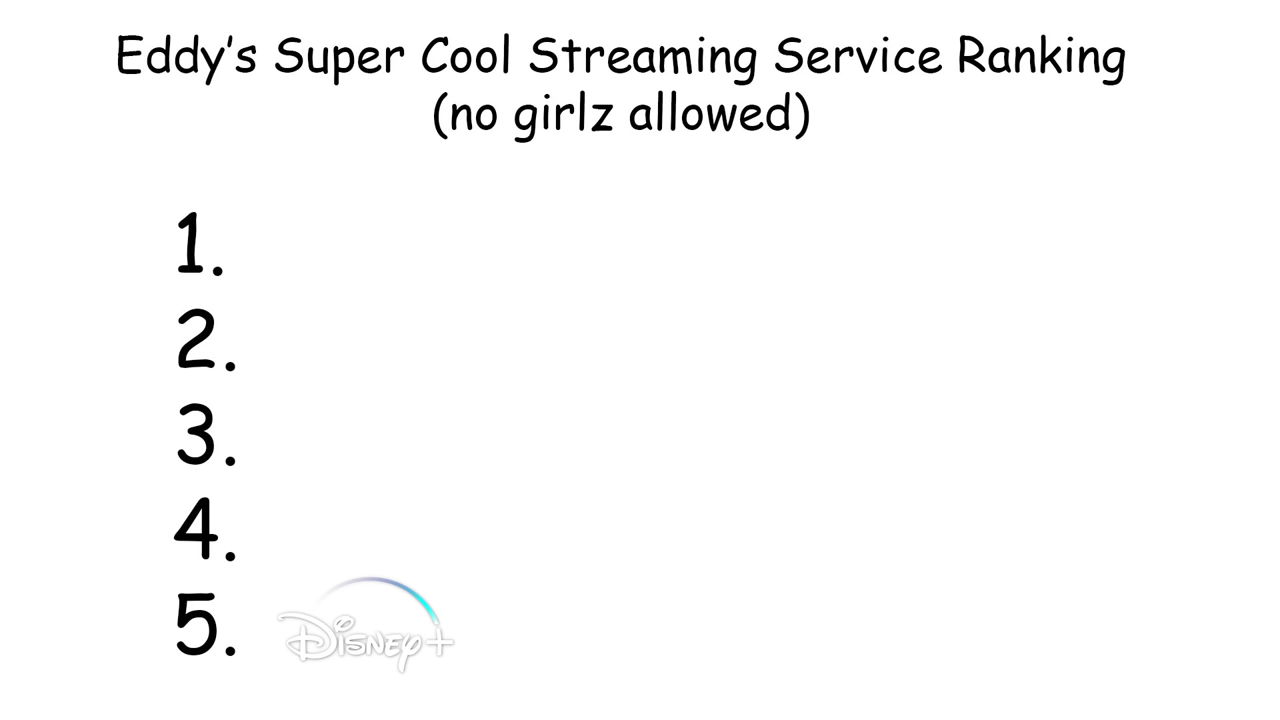 Eddy's Super Cool Streaming Service Ranking
(no girlz allowed)
1.
2.
3.
4.
5. Disney+